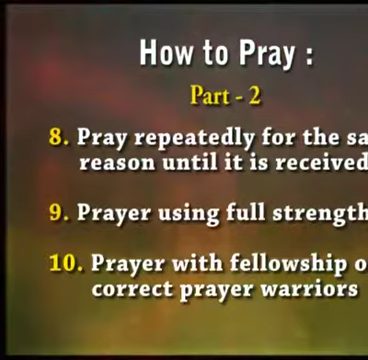 How to Pray :
Part - 2
8. Pray repeatedly for the sa
reason until it is received
9. Prayer using full strength
10. Prayer with fellowship o
correct prayer warriors